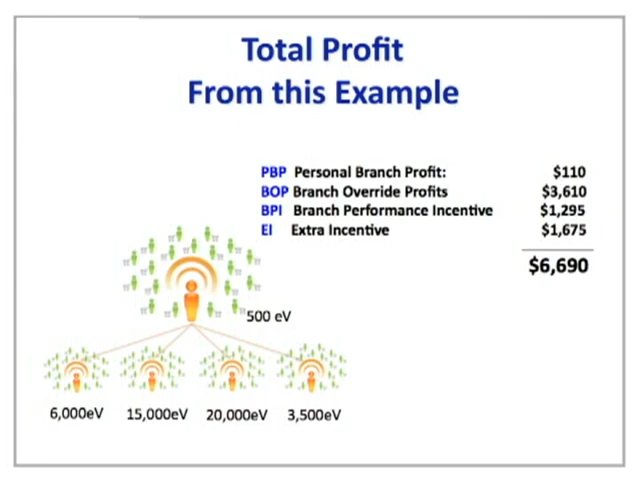 Total Profit
From this Example
PBP Personal Branch Profit: $110
BOP Branch Override Profits $3,610
BPI Branch Performance Incentive $1,295
EI Extra Incentive $1,675
$6,690
500 eV
6,000eV 15,000eV 20,000eV 3,500eV